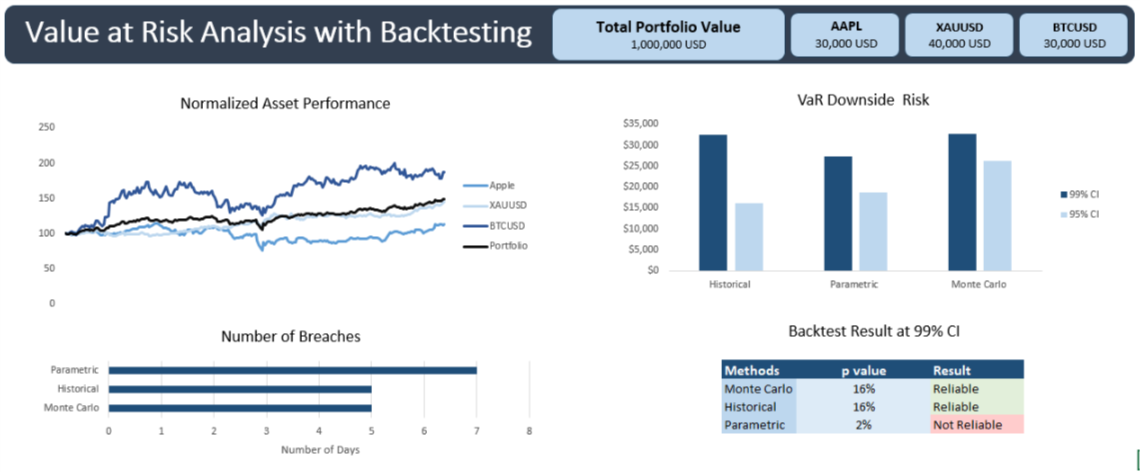 Value at Risk Analysis with Backtesting
Total Portfolio Value
1,000,000 USD
AAPL
30,000 USD
XAUUSD
40,000 USD
BTCUSD
30,000 USD
Normalized Asset Performance
250
200
150
100
50
0
Apple
XAUUSD
BTCUSD
Portfolio
VaR Downside Risk
$35,000
$30,000
$25,000
$20,000
$15,000
$10,000
$5,000
$0
Historical Parametric Monte Carlo
99% CI
95% CI
Number of Breaches
Parametric
Historical
Monte Carlo
0 1 2 3 4 5 6 7 8
Number of Days
Backtest Result at 99% CI
Methods p value Result
Monte Carlo 16% Reliable
Historical 16% Reliable
Parametric 2% Not Reliable